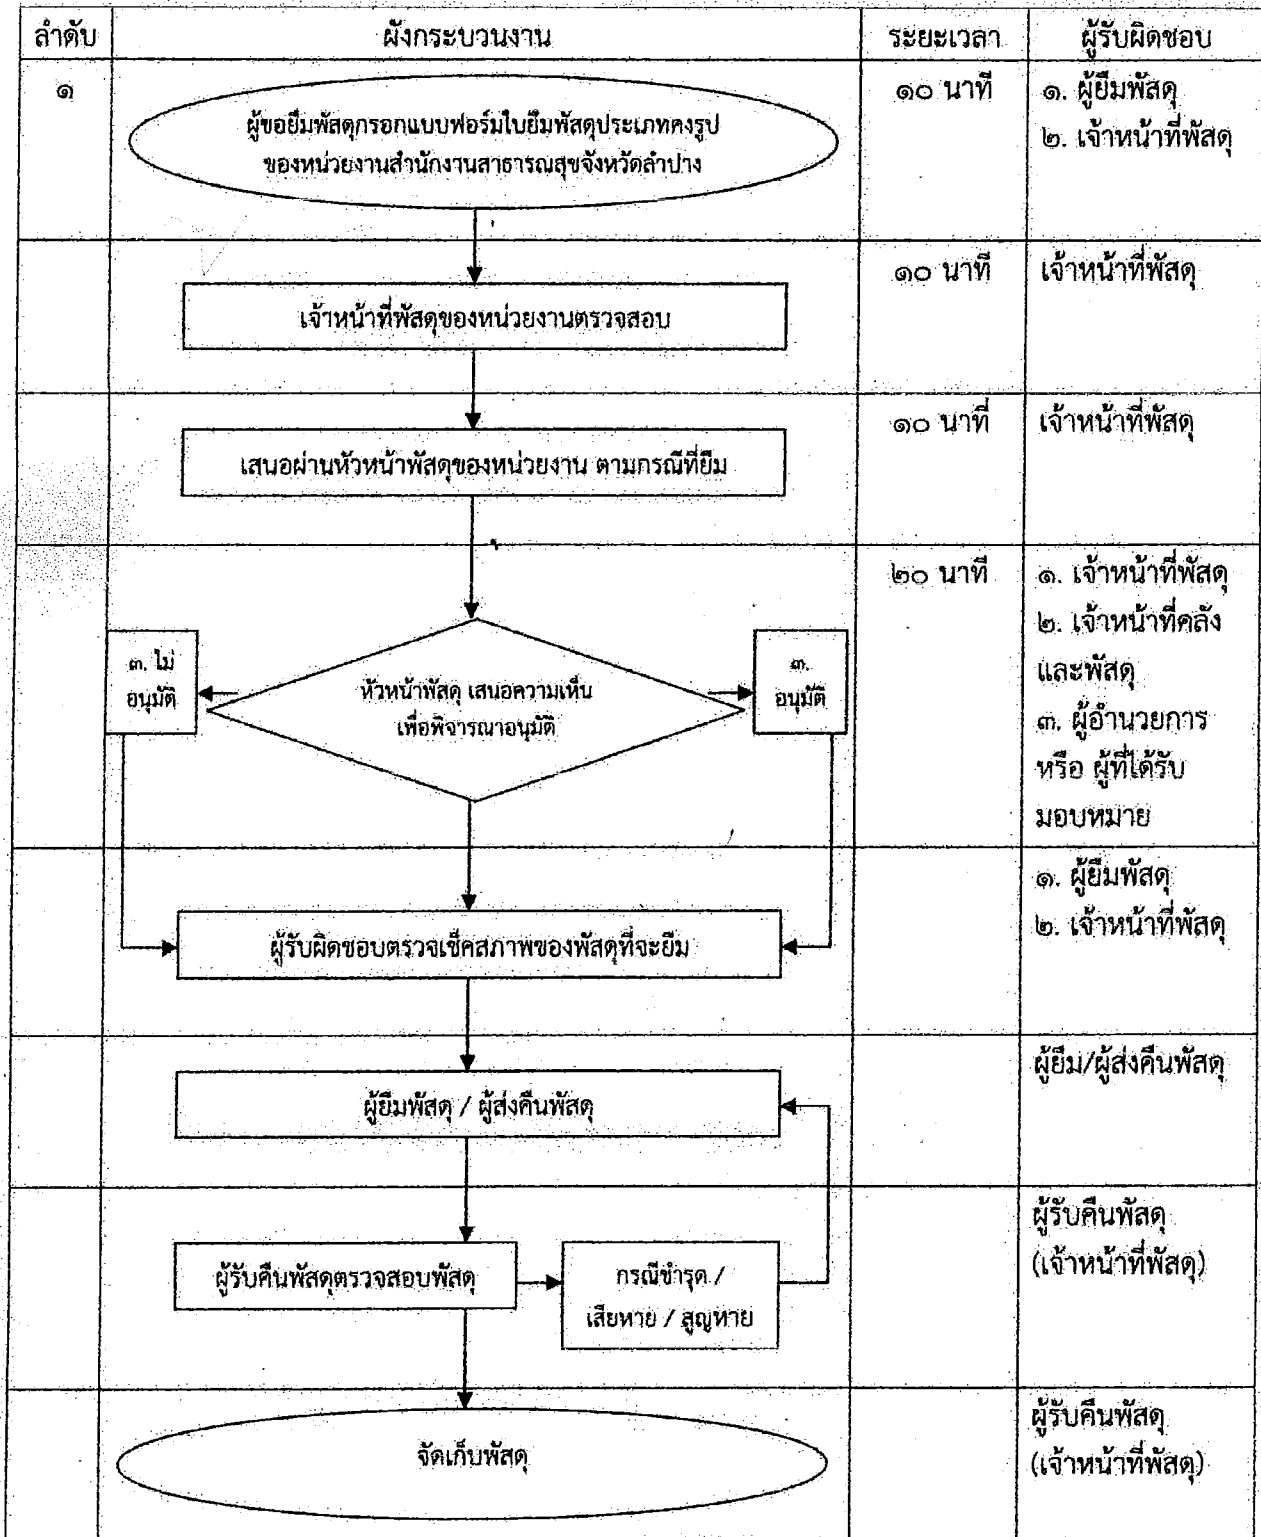 ลำดับ
ผังกระบวนงาน
ระยะเวลา
ผู้รับผิดชอบ
๑
ผู้ขอยืมพัสดุกรอกแบบฟอร์มใบยืมพัสดุประเภทคงรูป
ของหน่วยงานสำนักงานสาธารณสุขจังหวัดลำปาง
๑๐ นาที
๑. ผู้ยืมพัสดุ
๒. เจ้าหน้าที่พัสดุ
เจ้าหน้าที่พัสดุของหน่วยงานตรวจสอบ
๑๐ นาที
เจ้าหน้าที่พัสดุ
เสนอผ่านหัวหน้าพัสดุของหน่วยงาน ตามกรณีที่ยืม
๑๐ นาที
เจ้าหน้าที่พัสดุ
๓. ไม่
อนุมัติ
หัวหน้าพัสดุ เสนอความเห็น
เพื่อพิจารณาอนุมัติ
๓.
อนุมัติ
๒๐ นาที
๑. เจ้าหน้าที่พัสดุ
๒. เจ้าหน้าที่คลัง
และพัสดุ
๓. ผู้อำนวยการ
หรือ ผู้ที่ได้รับ
มอบหมาย
ผู้รับผิดชอบตรวจเช็คสภาพของพัสดุที่จะยืม
๑. ผู้ยืมพัสดุ
๒. เจ้าหน้าที่พัสดุ
ผู้ยืมพัสดุ / ผู้ส่งคืนพัสดุ
ผู้ยืม/ผู้ส่งคืนพัสดุ
ผู้รับคืนพัสดุตรวจสอบพัสดุ
กรณีชำรุด /
เสียหาย / สูญหาย
ผู้รับคืนพัสดุ
(เจ้าหน้าที่พัสดุ)
จัดเก็บพัสดุ
ผู้รับคืนพัสดุ
(เจ้าหน้าที่พัสดุ)